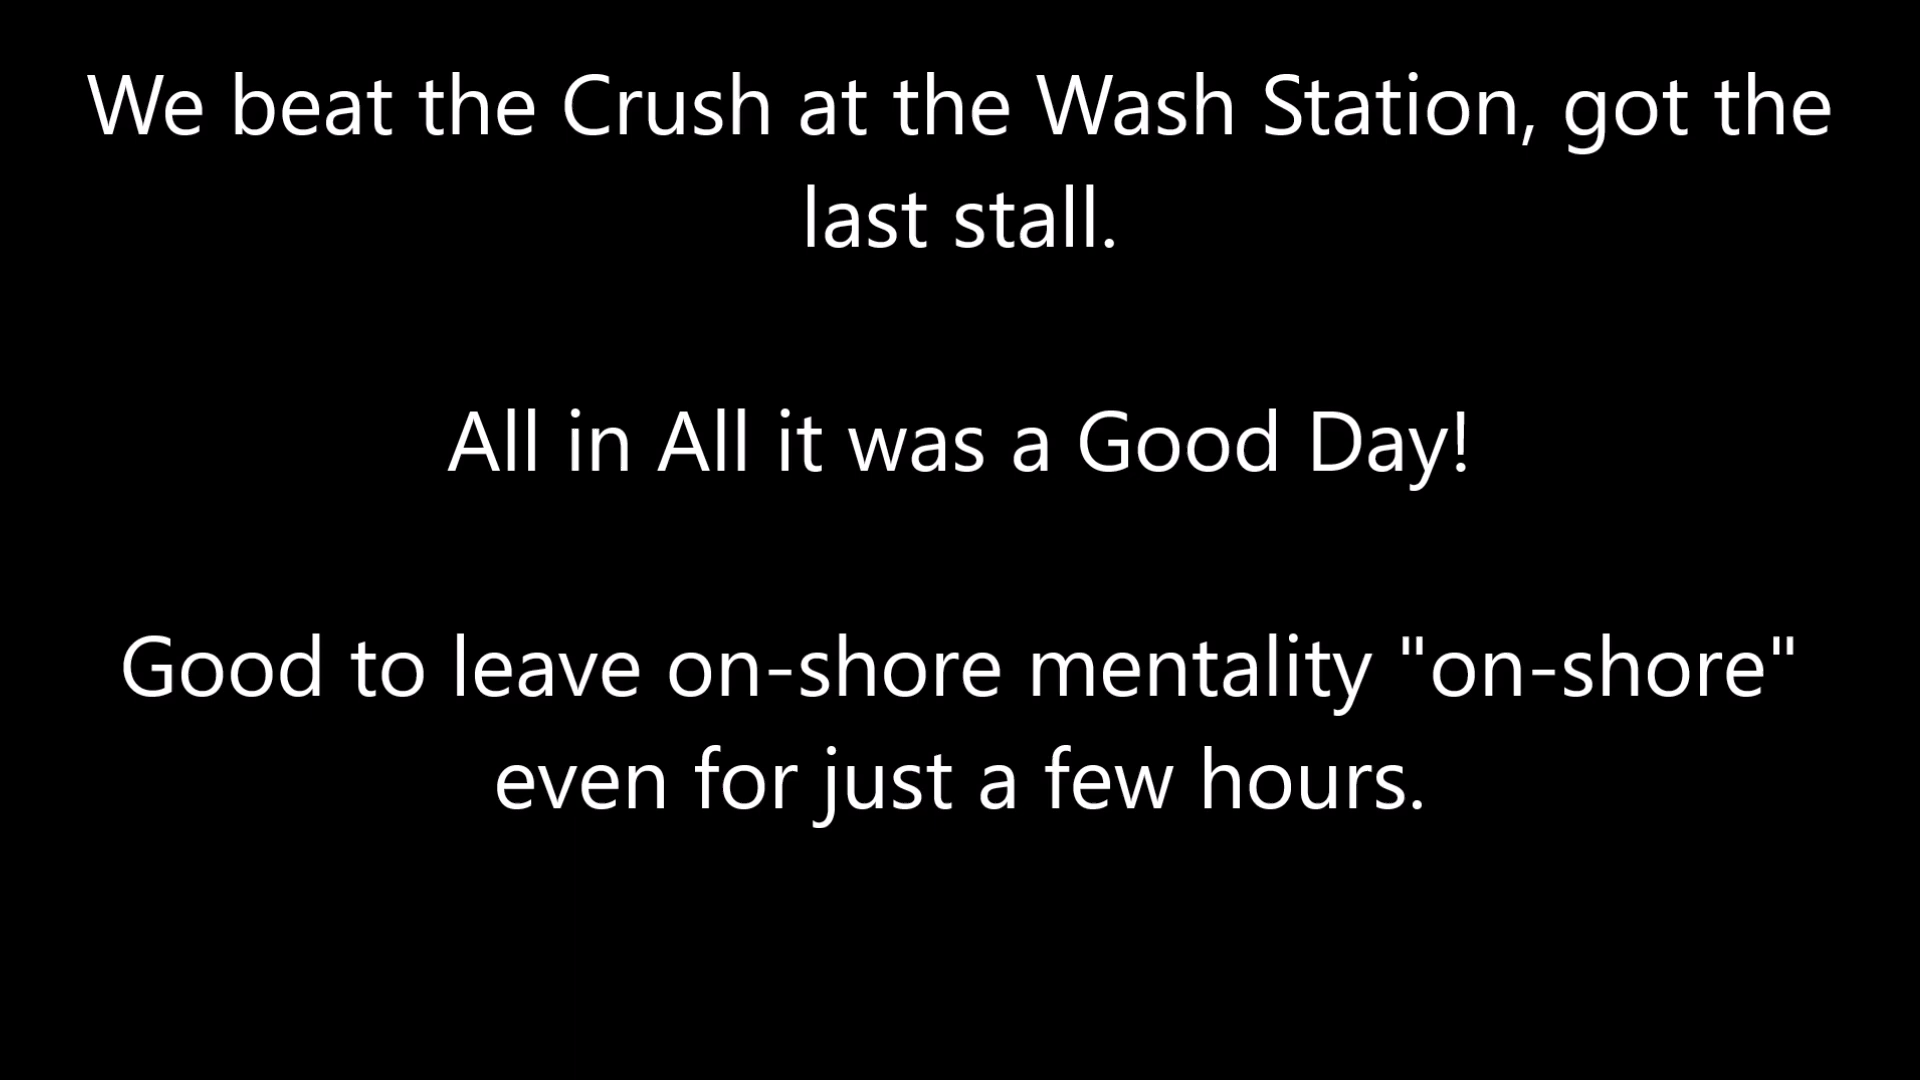 We beat the Crush at the Wash Station, got the
last stall.
All in All it was a Good Day!
Good to leave on-shore mentality "on-shore"
even for just a few hours.